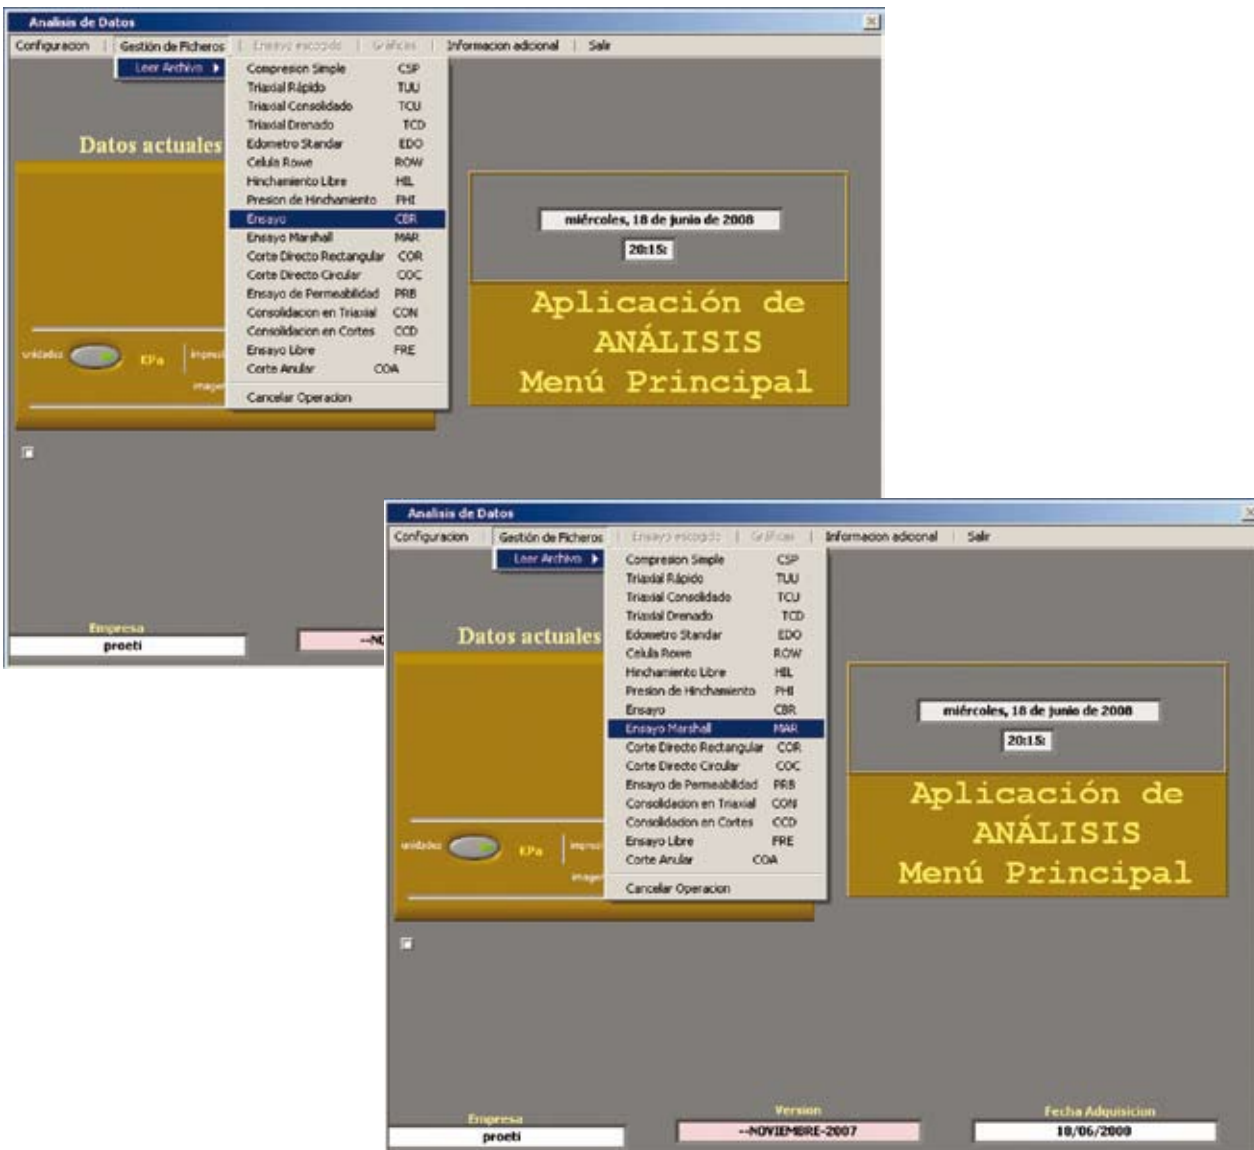 Analisis de Datos
Configuracion | Gestión de Ficheros | Ensayo escogido | Gráficas | Informacion adicional | Salir
Leer Archivo
Compresion Simple CSP
Triaxial Rápido TUU
Triaxial Consolidado TCU
Triaxial Drenado TCD
Edometro Standar EDO
Celula Rowe ROW
Hinchamiento Libre HIL
Presion de Hinchamiento PHI
Ensayo CBR
Ensayo Marshall MAR
Corte Directo Rectangular COR
Corte Directo Circular COC
Ensayo de Permeabilidad PRB
Consolidacion en Triaxial CON
Consolidacion en Cortes CCD
Ensayo Libre FRE
Corte Anular COA
Cancelar Operacion
Datos actuales
unidades KPa
miércoles, 18 de junio de 2008
20:15:
Aplicación de
ANÁLISIS
Menú Principal
Empresa
proeti
Analisis de Datos
Configuracion | Gestión de Ficheros | Ensayo escogido | Gráficas | Informacion adicional | Salir
Leer Archivo
Compresion Simple CSP
Triaxial Rápido TUU
Triaxial Consolidado TCU
Triaxial Drenado TCD
Edometro Standar EDO
Celula Rowe ROW
Hinchamiento Libre HIL
Presion de Hinchamiento PHI
Ensayo CBR
Ensayo Marshall MAR
Corte Directo Rectangular COR
Corte Directo Circular COC
Ensayo de Permeabilidad PRB
Consolidacion en Triaxial CON
Consolidacion en Cortes CCD
Ensayo Libre FRE
Corte Anular COA
Cancelar Operacion
Datos actuales
unidades KPa
miércoles, 18 de junio de 2008
20:15:
Aplicación de
ANÁLISIS
Menú Principal
Empresa
proeti
Version
--NOVIEMBRE-2007
Fecha Adquisicion
18/06/2008